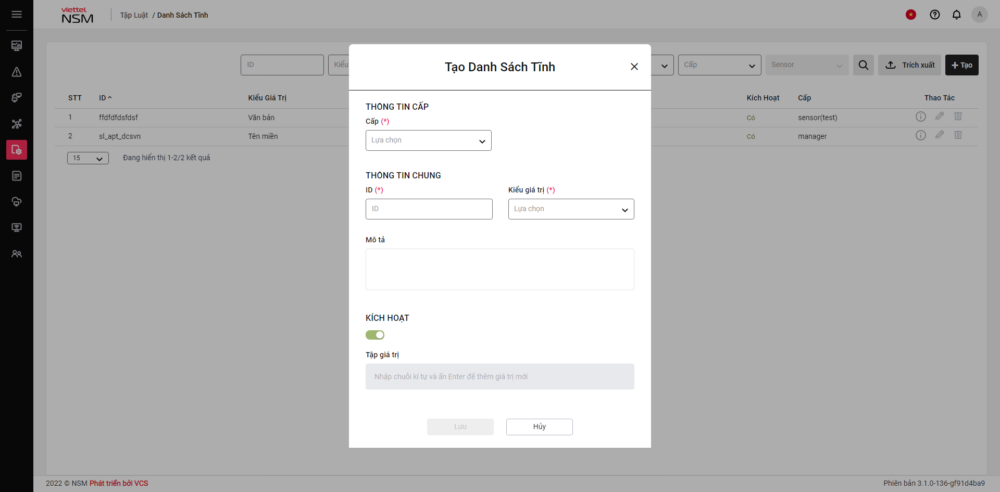 viettel
NSM
Tập Luật / Danh Sách Tĩnh
A
ID
Kiểu
Cấp
Sensor
Trích xuất
Tạo
STT
ID
Kiểu Giá Trị
Kích Hoạt
Cấp
Thao Tác
1
ffdfdfdsfdsf
Văn bản
Có
sensor(test)
2
sl_apt_dcsvn
Tên miền
Có
manager
15
Đang hiển thị 1-2/2 kết quả
Tạo Danh Sách Tĩnh
THÔNG TIN CẤP
Cấp (*)
Lựa chọn
THÔNG TIN CHUNG
ID (*)
Kiểu giá trị (*)
ID
Lựa chọn
Mô tả
KÍCH HOẠT
Tập giá trị
Nhập chuỗi kí tự và ấn Enter để thêm giá trị mới
Lưu
Hủy
2022 © NSM Phát triển bởi VCS
Phiên bản 3.1.0-136-gf91d4ba9